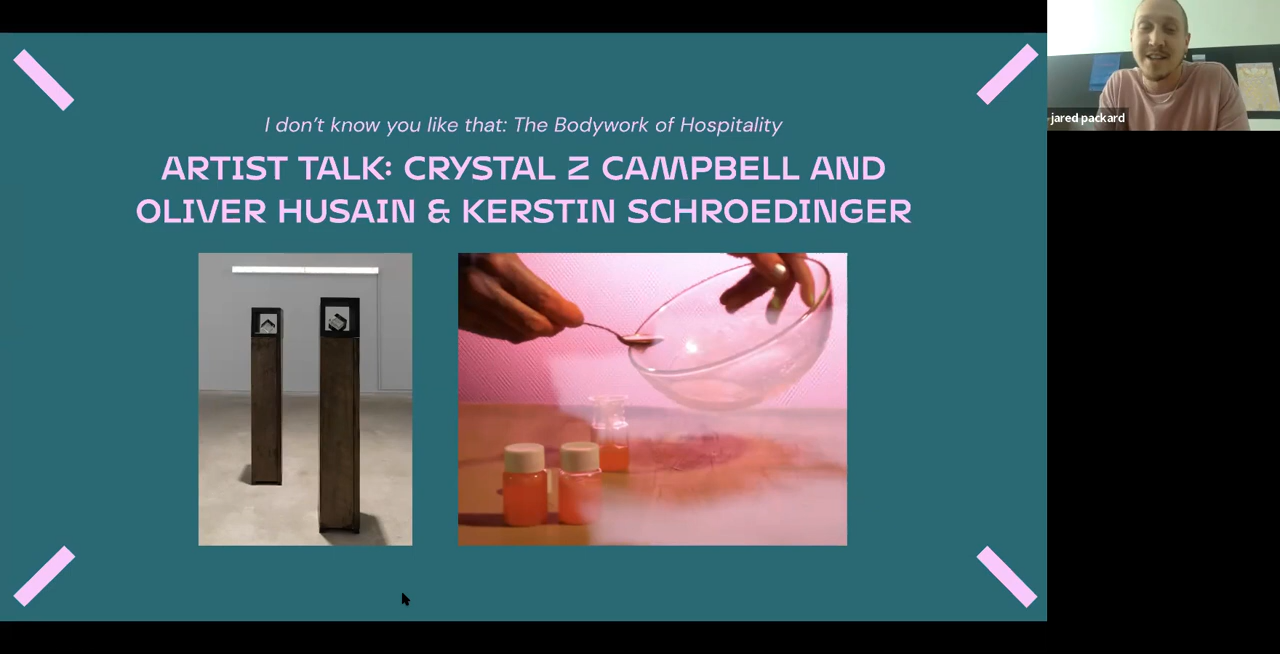 I don't know you like that: The Bodywork of Hospitality
ARTIST TALK: CRYSTAL Z CAMPBELL AND
OLIVER HUSAIN & KERSTIN SCHROEDINGER
jared packard